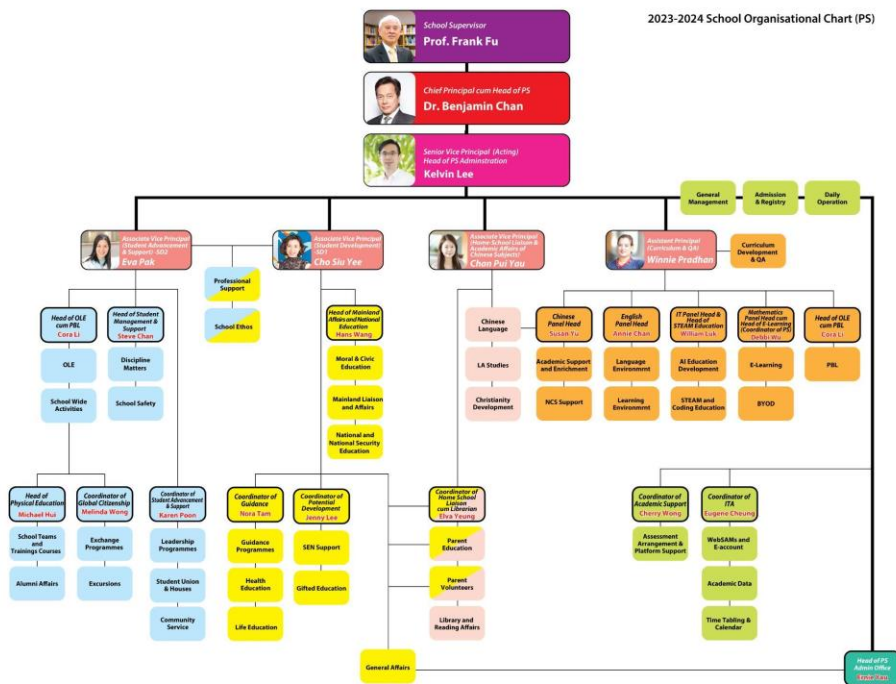 2023-2024 School Organisational Chart (PS)
School Supervisor
Prof. Frank Fu
Chief Principal cum Head of PS
Dr. Benjamin Chan
Senior Vice Principal (Acting)
Head of PS Adminstration
Kelvin Lee
General
Management
Admission
& Registry
Daily
Operation
Associate Vice Principal
(Student Advancement
& Support) -SD2
Eva Pak
Associate Vice Principal
(Student Development)
-SD1
Cho Siu Yee
Associate Vice Principal
(Home-School Liaison &
Academic Affairs of
Chinese Subjects)
Chan Pui Yau
Assistant Principal
(Curriculum & QA)
Winnie Pradhan
Curriculum
Development
& QA
Professional
Support
School Ethos
Head of OLE
cum PBL
Cora Li
OLE
School Wide
Activities
Head of Student
Management &
Support
Steve Chan
Discipline
Matters
School Safety
Head of Mainland
Affairs and National
Education
Hans Wang
Moral & Civic
Education
Mainland Liaison
and Affairs
National and
National Security
Education
Chinese
Language
LA Studies
Christianity
Development
Chinese
Panel Head
Susan Yu
Academic Support
and Enrichment
NCS Support
English
Panel Head
Annie Chan
Language
Environmrnt
Learning
Environmrnt
IT Panel Head &
Head of
STEAM Education
William Luk
AI Education
Development
STEAM and
Coding Education
Mathematics
Panel Head cum
Head of E-Learning
(Coordinator of PS)
Debbi Wu
E-Learning
BYOD
Head of OLE
cum PBL
Cora Li
PBL
Head of
Physical Education
Michael Hui
School Teams
and
Trainings Courses
Alumni Affairs
Coordinator of
Global Citizenship
Melinda Wong
Exchange
Programmes
Excursions
Coordinator of
Student Advancement
& Support
Karen Poon
Leadership
Programmes
Student Union
& Houses
Community
Service
Coordinator of
Guidance
Nora Tam
Guidance
Programmes
Health
Education
Life Education
Coordinator of
Potential
Development
Jenny Lee
SEN Support
Gifted Education
Coordinator of
Home School
Liaison
cum Librarian
Elva Yeung
Parent
Education
Parent
Volunteers
Library and
Reading Affairs
Coordinator of
Academic Support
Cherry Wong
Assessment
Arrangement &
Platform Support
Coordinator of
ITA
Eugene Cheung
WebSAMs and
E-account
Academic Data
Time Tabling &
Calendar
General Affairs
Head of PS
Admin Office